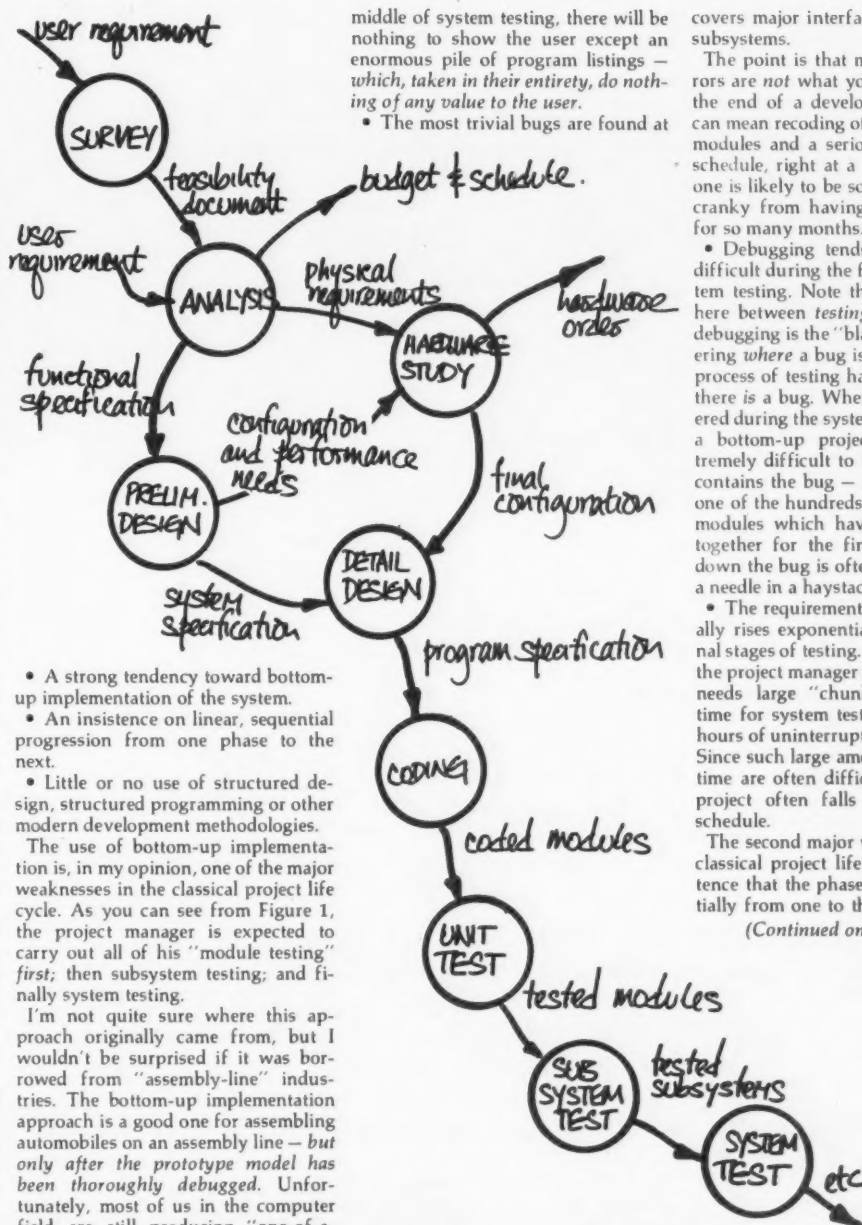 user requirement
SURVEY
feasibility
document
budget & schedule.
user
requirement
ANALYSIS
physical
requirements
hardware
order
HARDWARE
STUDY
functional
specification
configuration
and performance
needs
PRELIM.
DESIGN
final
configuration
DETAIL
DESIGN
system
specification
program specification
CODING
coded modules
UNIT
TEST
tested modules
SUB
SYSTEM
TEST
tested
subsystems
SYSTEM
TEST
etc
• A strong tendency toward bottom-
up implementation of the system.
• An insistence on linear, sequential
progression from one phase to the
next.
• Little or no use of structured de-
sign, structured programming or other
modern development methodologies.
The use of bottom-up implementa-
tion is, in my opinion, one of the major
weaknesses in the classical project life
cycle. As you can see from Figure 1,
the project manager is expected to
carry out all of his "module testing"
first; then subsystem testing; and fi-
nally system testing.
I'm not quite sure where this ap-
proach originally came from, but I
wouldn't be surprised if it was bor-
rowed from "assembly-line" indus-
tries. The bottom-up implementation
approach is a good one for assembling
automobiles on an assembly line — but
only after the prototype model has
been thoroughly debugged. Unfor-
tunately, most of us in the computer
field are still producing "one-of-a-
middle of system testing, there will be
nothing to show the user except an
enormous pile of program listings —
which, taken in their entirety, do noth-
ing of any value to the user.
• The most trivial bugs are found at
covers major interfa
subsystems.
The point is that m
rors are not what yo
the end of a develo
can mean recoding of
modules and a serio
schedule, right at a
one is likely to be so
cranky from having
for so many months.
• Debugging tend
difficult during the f
tem testing. Note th
here between testing
debugging is the "bl
ering where a bug is
process of testing ha
there is a bug. Whe
ered during the syste
a bottom-up projec
tremely difficult to
contains the bug —
one of the hundreds
modules which hav
together for the fir
down the bug is ofte
a needle in a haystac
• The requirement
ally rises exponentia
nal stages of testing.
the project manager
needs large "chun
time for system test
hours of uninterrupt
Since such large amo
time are often diffic
project often falls
schedule.
The second major
classical project life
tence that the phase
tially from one to th
(Continued on